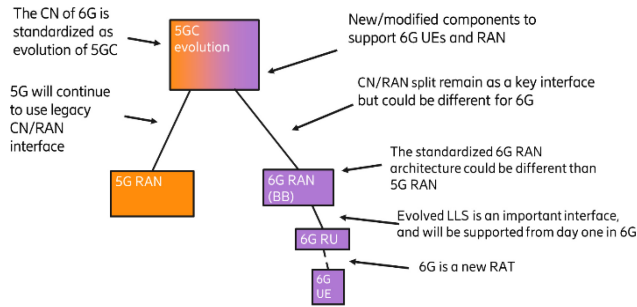 The CN of 6G is
standardized as
evolution of 5GC
5GC
evolution
New/modified components to
support 6G UEs and RAN
5G will continue
to use legacy
CN/RAN
interface
CN/RAN split remain as a key interface
but could be different for 6G
5G RAN
6G RAN
(BB)
The standardized 6G RAN
architecture could be different than
5G RAN
6G RU
Evolved LLS is an important interface,
and will be supported from day one in 6G
6G
UE
6G is a new RAT